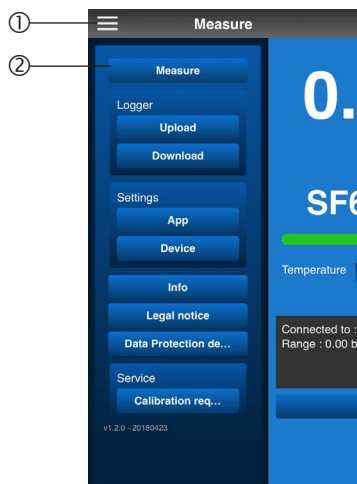 ① Measure
② Measure
Logger
Upload
Download
Settings
App
Device
Info
Legal notice
Data Protection de...
Service
Calibration req...
v1.2.0 - 20180423
0.
SF6
Temperature
Connected to :
Range : 0.00 b